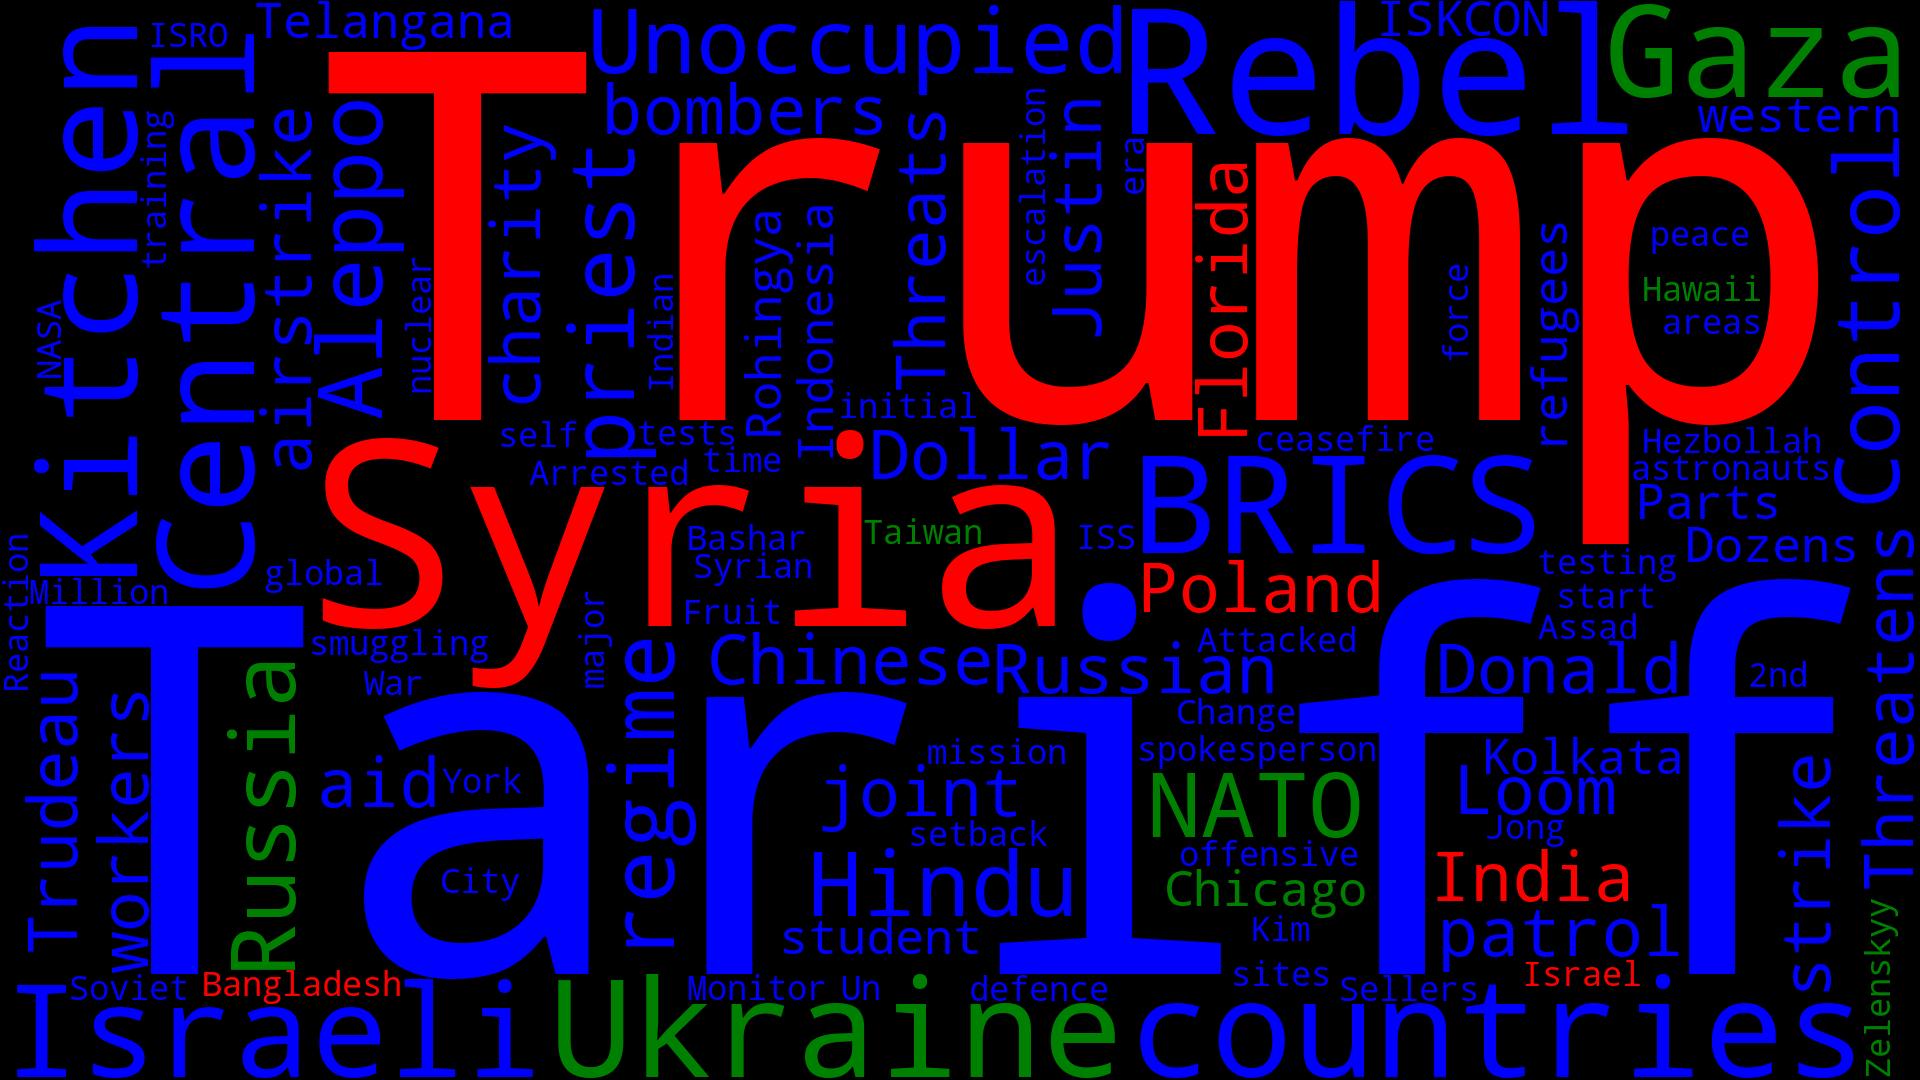 ISRO
Telangana
Unoccupied
Rebel
ISKCON
Gaza
Kitchen
Central
Trump
bombers
western
training
airstrike
Aleppo
charity
priest
Threats
escalation
Justin
era
Florida
Control
nuclear
Indian
Rohingya
Indonesia
force
refugees
peace
Hawaii
areas
NASA
initial
self
tests
Arrested
time
Dollar
ceasefire
BRICS
Hezbollah
astronauts
Parts
Syria
Bashar
Taiwan
ISS
Syrian
Dozens
Reaction
Million
global
Fruit
Poland
testing
start
Assad
Threatens
Tariff
smuggling
War
major
Chinese
Russian
Attacked
Donald
2nd
Trudeau
workers
Russia
regime
Change
mission
spokesperson
Kolkata
aid
York
joint
NATO
Loom
Jong
strike
setback
offensive
City
Hindu
Chicago
India
student
Kim
patrol
Zelenskyy
Soviet
Bangladesh
Monitor
Un
defence
sites
Sellers
Israel
Israeli
Ukraine
countries